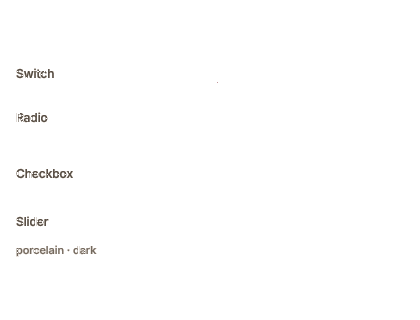 Switch
Radio
Checkbox
Slider
porcelain · dark